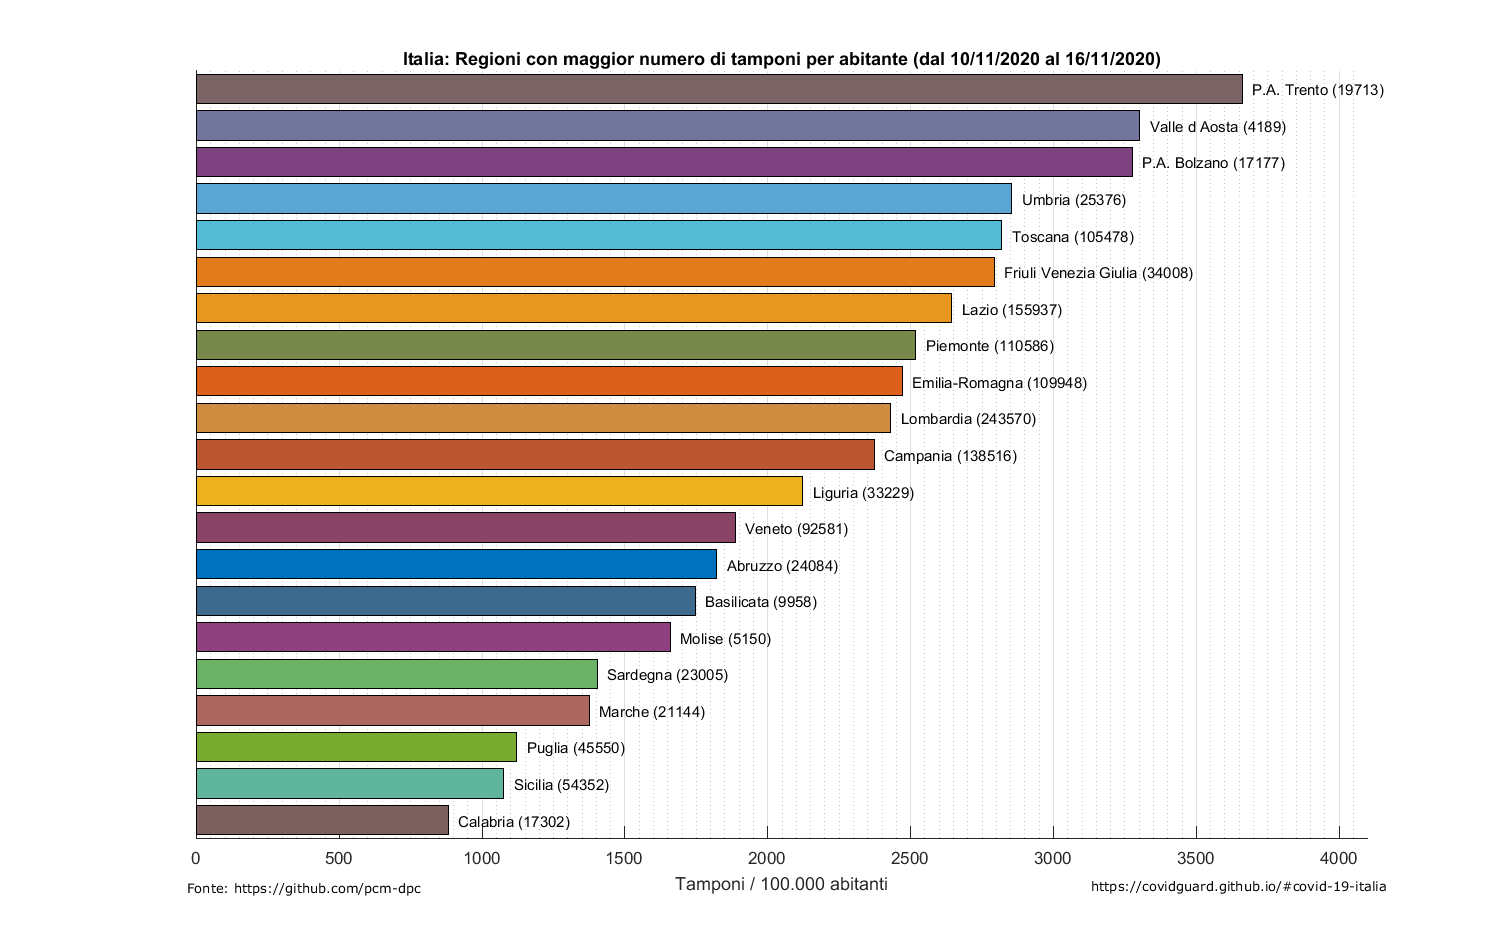 Italia: Regioni con maggior numero di tamponi per abitante (dal 10/11/2020 al 16/11/2020)
P.A. Trento (19713)
Valle d Aosta (4189)
P.A. Bolzano (17177)
Umbria (25376)
Toscana (105478)
Friuli Venezia Giulia (34008)
Lazio (155937)
Piemonte (110586)
Emilia-Romagna (109948)
Lombardia (243570)
Campania (138516)
Liguria (33229)
Veneto (92581)
Abruzzo (24084)
Basilicata (9958)
Molise (5150)
Sardegna (23005)
Marche (21144)
Puglia (45550)
Sicilia (54352)
Calabria (17302)
0 500 1000 1500 2000 2500 3000 3500 4000
Tamponi / 100.000 abitanti
Fonte: https://github.com/pcm-dpc
https://covidguard.github.io/#covid-19-italia